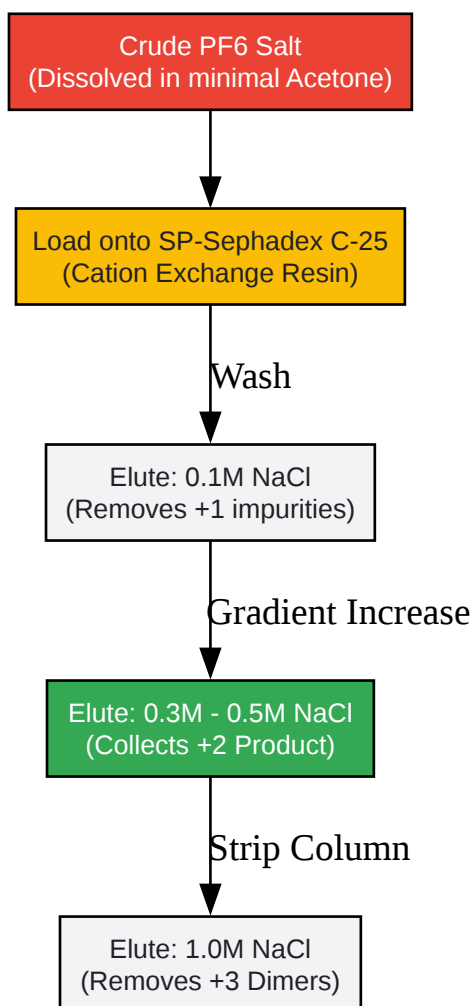 Crude PF6 Salt
(Dissolved in minimal Acetone)
Load onto SP-Sephadex C-25
(Cation Exchange Resin)
Wash
Elute: 0.1M NaCl
(Removes +1 impurities)
Gradient Increase
Elute: 0.3M - 0.5M NaCl
(Collects +2 Product)
Strip Column
Elute: 1.0M NaCl
(Removes +3 Dimers)